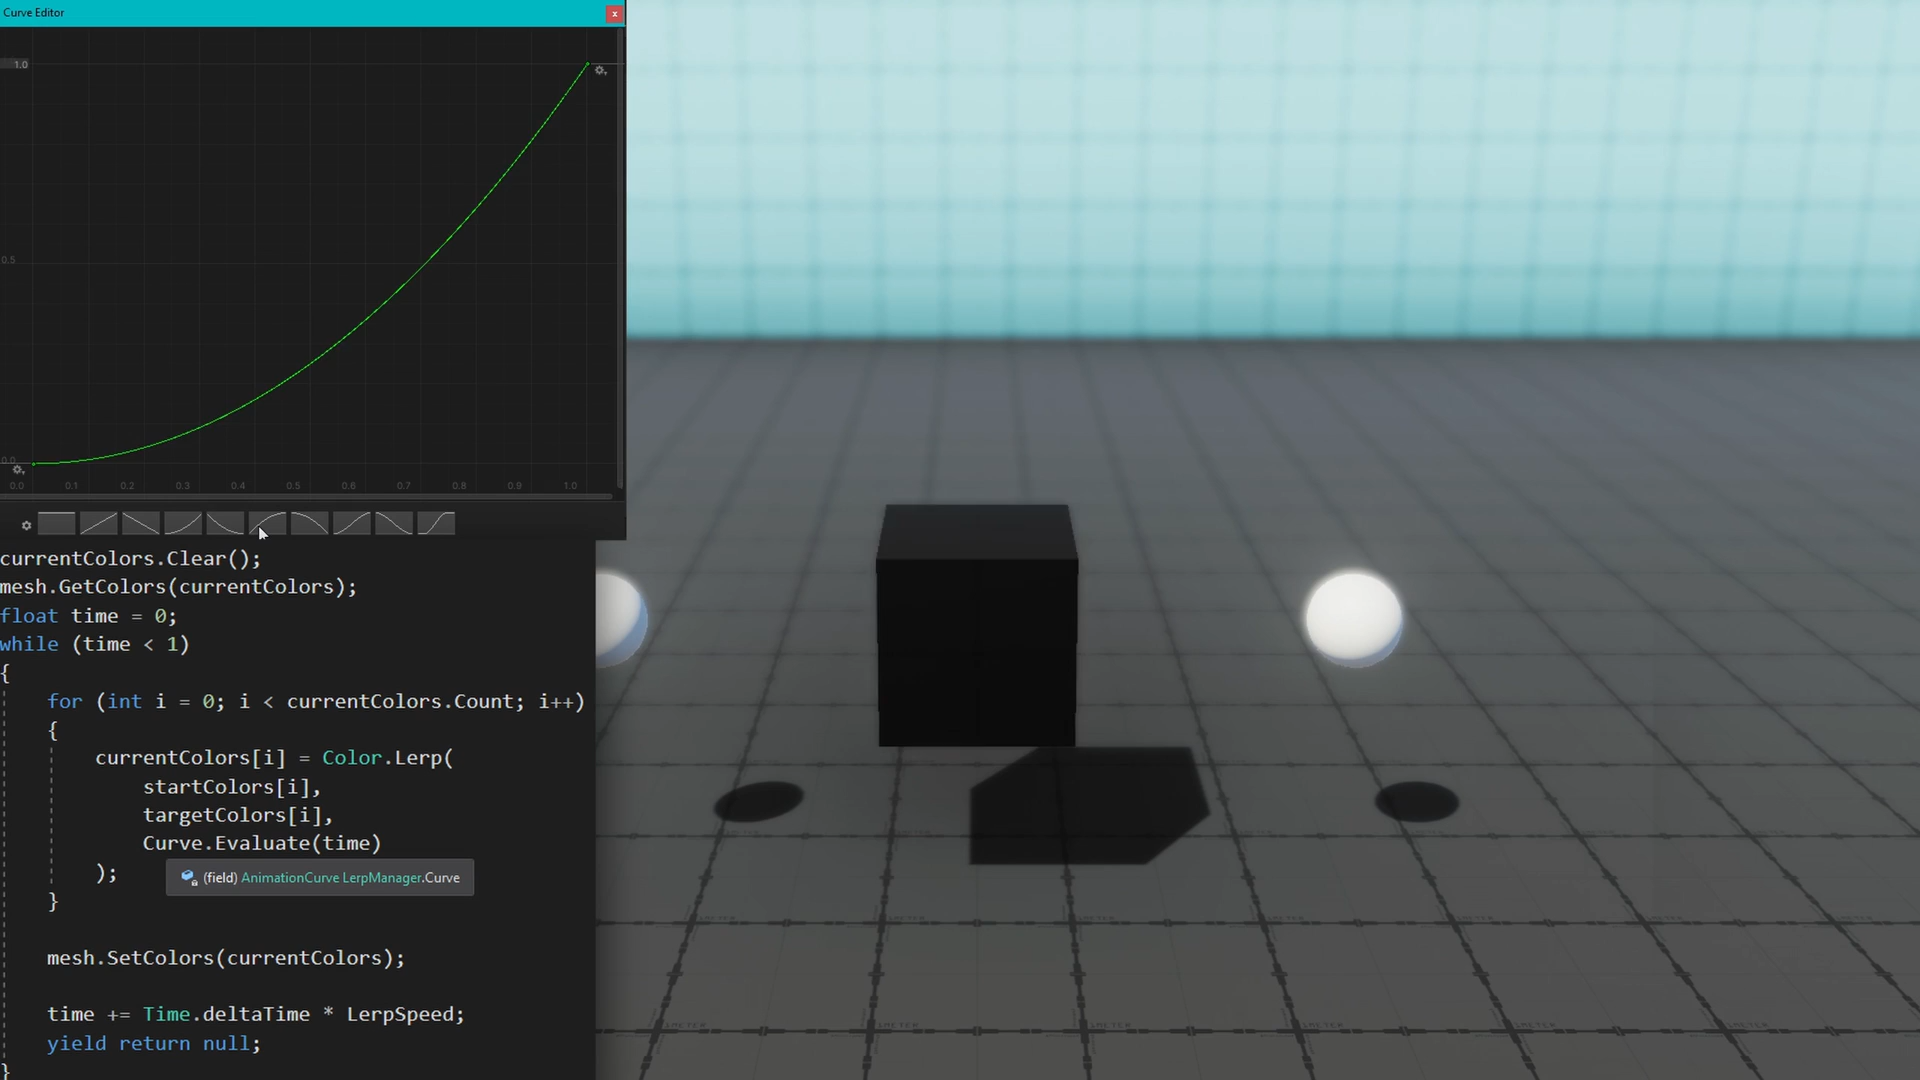 Curve Editor
x
1.0
0.5
0.0
0.0 0.1 0.2 0.3 0.4 0.5 0.6 0.7 0.8 0.9 1.0
currentColors.Clear();
mesh.GetColors(currentColors);
float time = 0;
while (time < 1)
{
for (int i = 0; i < currentColors.Count; i++)
{
currentColors[i] = Color.Lerp(
startColors[i],
targetColors[i],
Curve.Evaluate(time)
);
(field) AnimationCurve LerpManager.Curve
}
mesh.SetColors(currentColors);
time += Time.deltaTime * LerpSpeed;
yield return null;
}